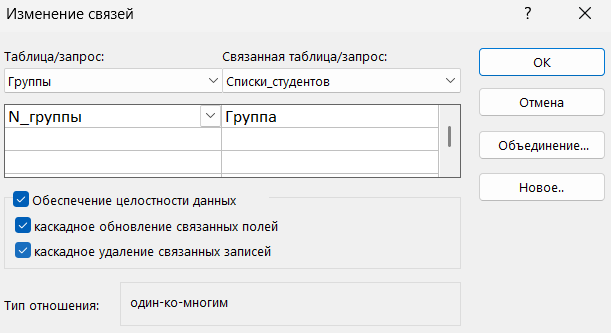 Изменение связей ?
Таблица/запрос: Связанная таблица/запрос:
Группы Списки_студентов
OK
N_группы Группа
Отмена
Объединение...
Новое..
Обеспечение целостности данных
каскадное обновление связанных полей
каскадное удаление связанных записей
Тип отношения: один-ко-многим